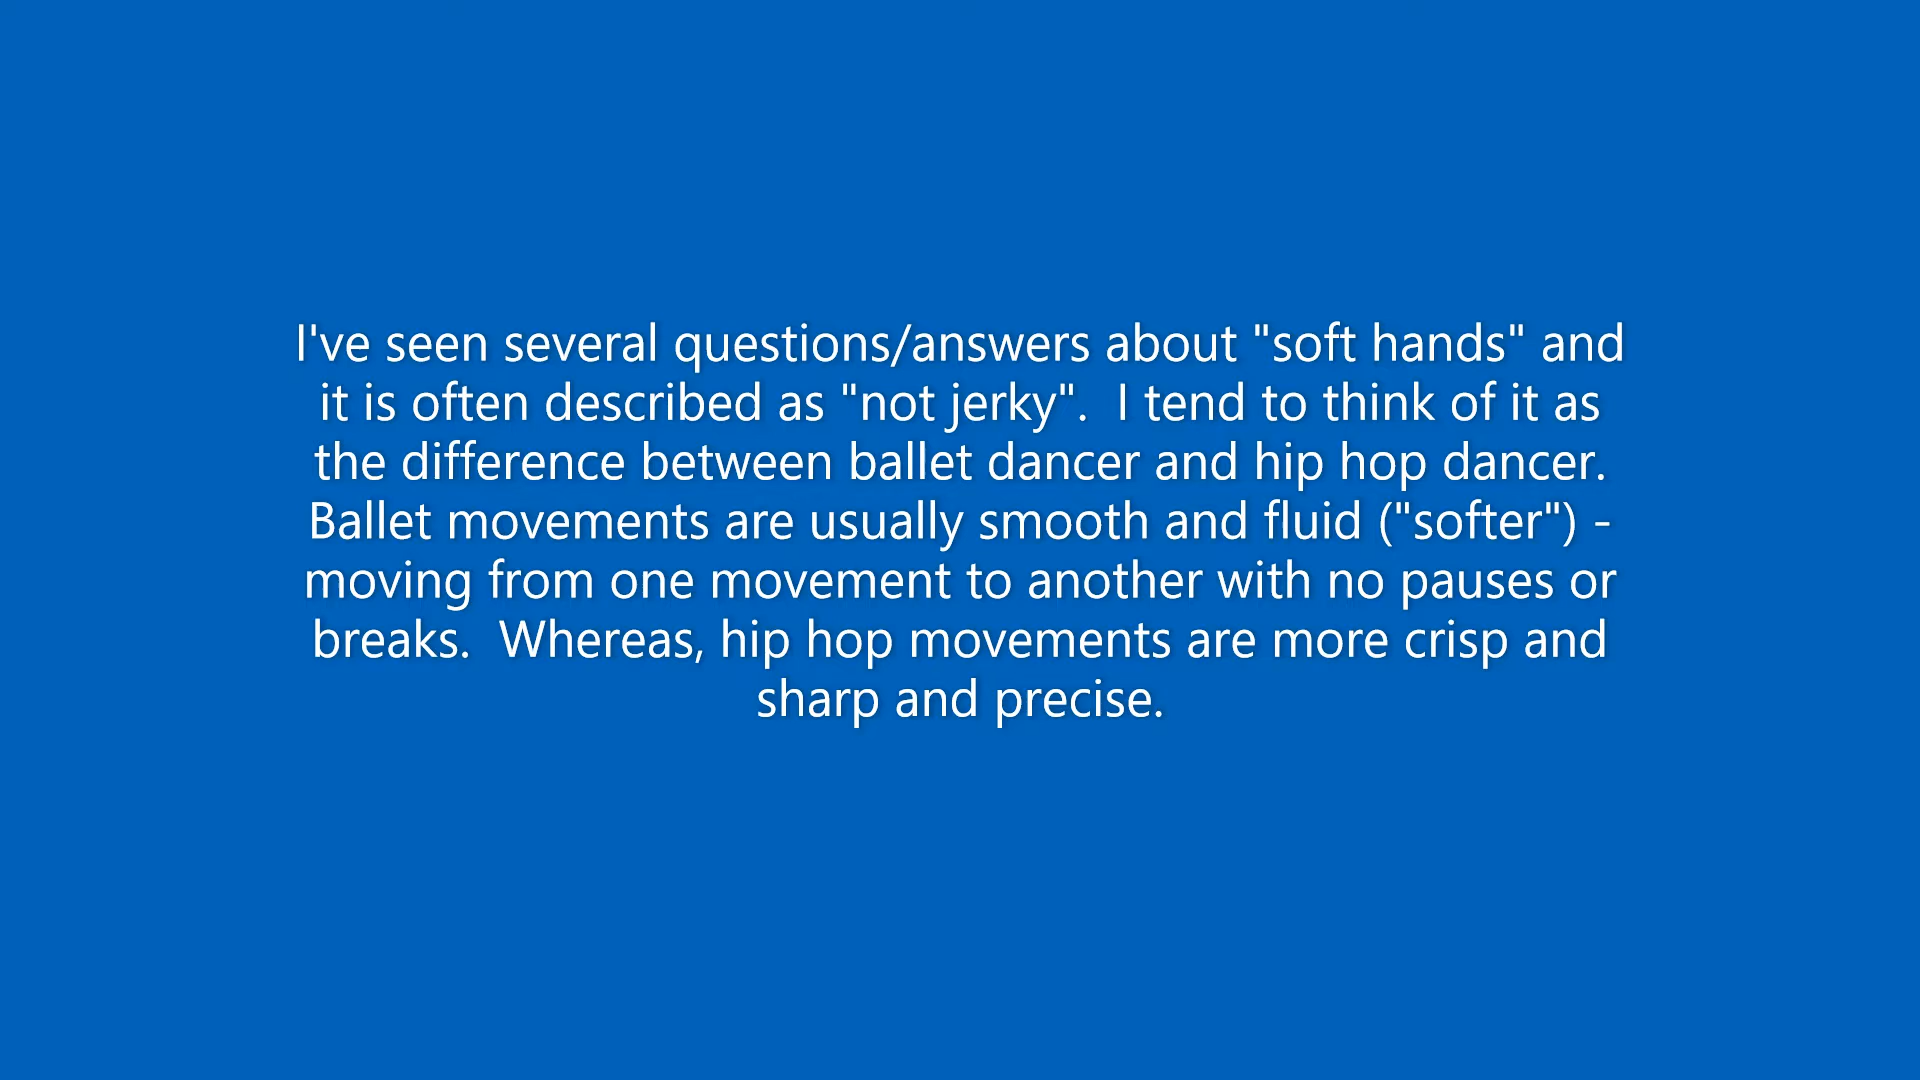 I've seen several questions/answers about "soft hands" and
it is often described as "not jerky".  I tend to think of it as
the difference between ballet dancer and hip hop dancer.
Ballet movements are usually smooth and fluid ("softer") -
moving from one movement to another with no pauses or
breaks.  Whereas, hip hop movements are more crisp and
sharp and precise.